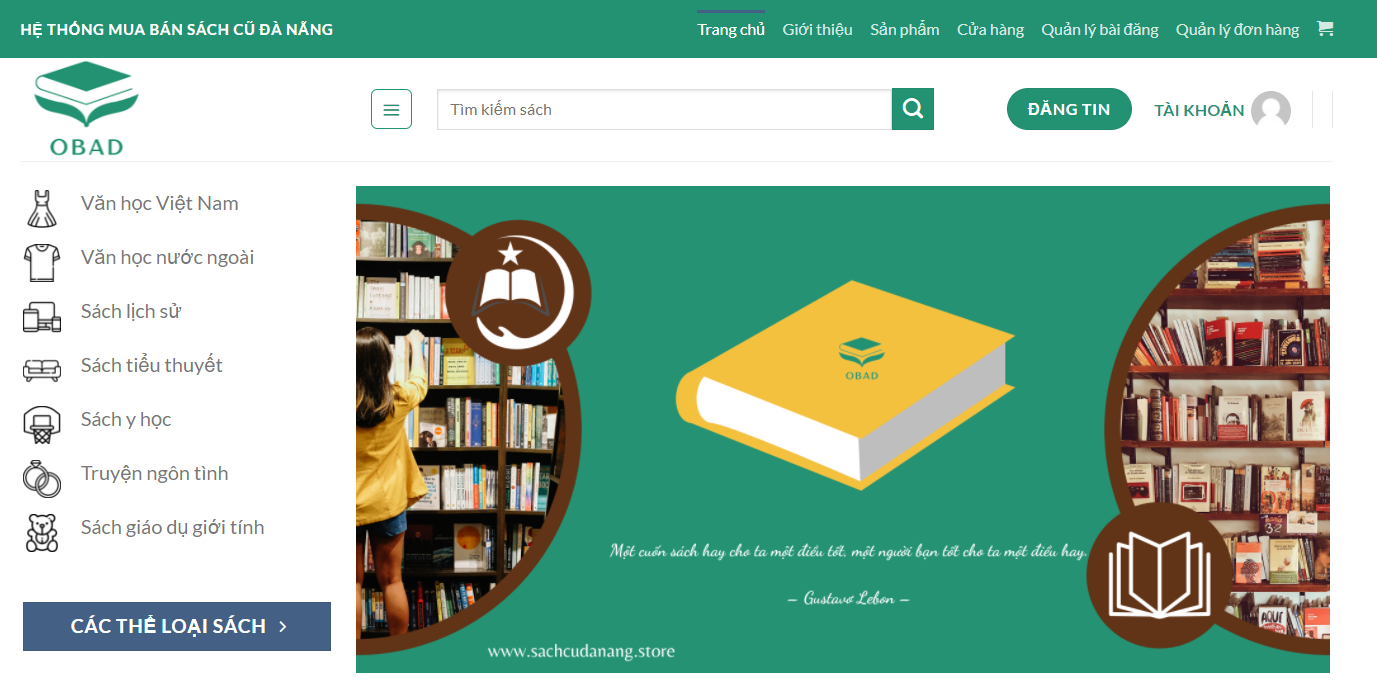 HỆ THỐNG MUA BÁN SÁCH CŨ ĐÀ NẴNG
Trang chủ Giới thiệu Sản phẩm Cửa hàng Quản lý bài đăng Quản lý đơn hàng
OBAD
Tìm kiếm sách
ĐĂNG TIN
TÀI KHOẢN
Văn học Việt Nam
Văn học nước ngoài
Sách lịch sử
Sách tiểu thuyết
Sách y học
Truyện ngôn tình
Sách giáo dụ giới tính
CÁC THỂ LOẠI SÁCH
OBAD
Một cuốn sách hay cho ta một điều tốt, một người bạn tốt cho ta một điều hay.
– Gustavo Lebon –
www.sachcudanang.store